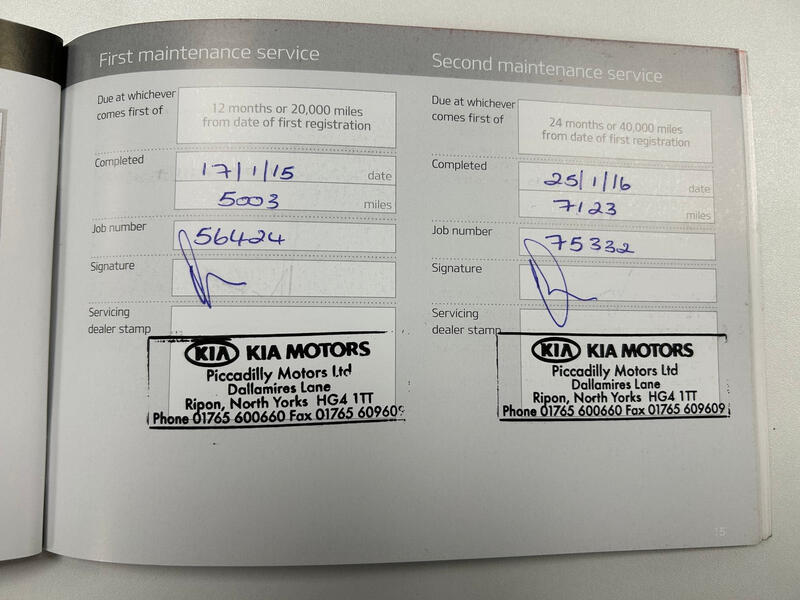 First maintenance service
Due at whichever
comes first of
12 months or 20,000 miles
from date of first registration
Completed
17/1/15
date
5003
miles
Job number
56424
Signature
Servicing
dealer stamp
KIA KIA MOTORS
Piccadilly Motors Ltd
Dallamires Lane
Ripon, North Yorks HG4 1TT
Phone 01765 600660 Fax 01765 609609
Second maintenance service
Due at whichever
comes first of
24 months or 40,000 miles
from date of first registration
Completed
25/1/16
date
7123
miles
Job number
75332
Signature
Servicing
dealer stamp
KIA KIA MOTORS
Piccadilly Motors Ltd
Dallamires Lane
Ripon, North Yorks HG4 1TT
Phone 01765 600660 Fax 01765 609609
15